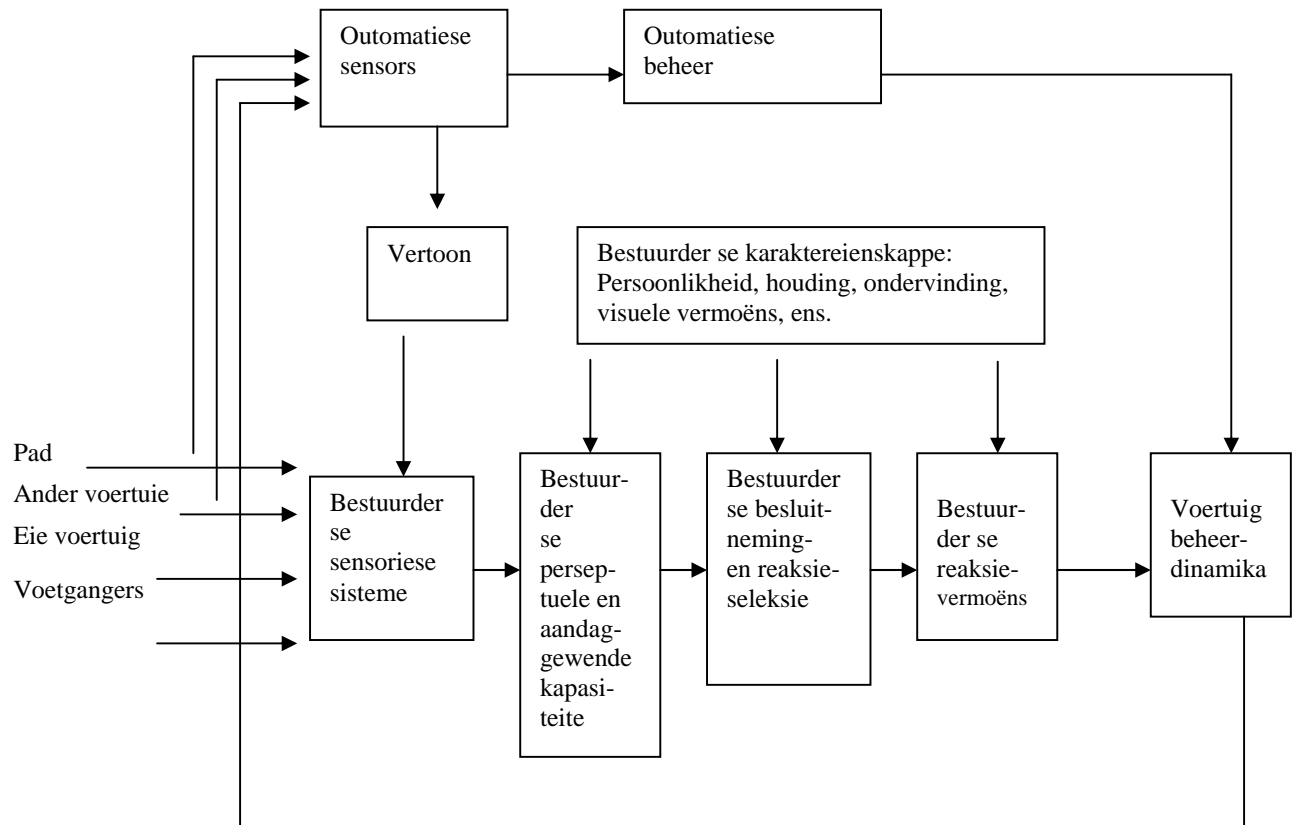 Outomatiese
sensors
Outomatiese
beheer
Vertoon
Bestuurder se karaktereienskappe:
Persoonlikheid, houding, ondervinding,
visuele vermoëns, ens.
Pad
Ander voertuie
Eie voertuig
Voetgangers
Bestuurder
se
sensoriese
sisteme
Bestuur-
der
se
persep-
tuele en
aandag-
gewende
kapasi-
teite
Bestuurder
se besluit-
neming-
en reaksie-
seleksie
Bestuur-
der se
reaksie-
vermoëns
Voertuig
beheer-
dinamika